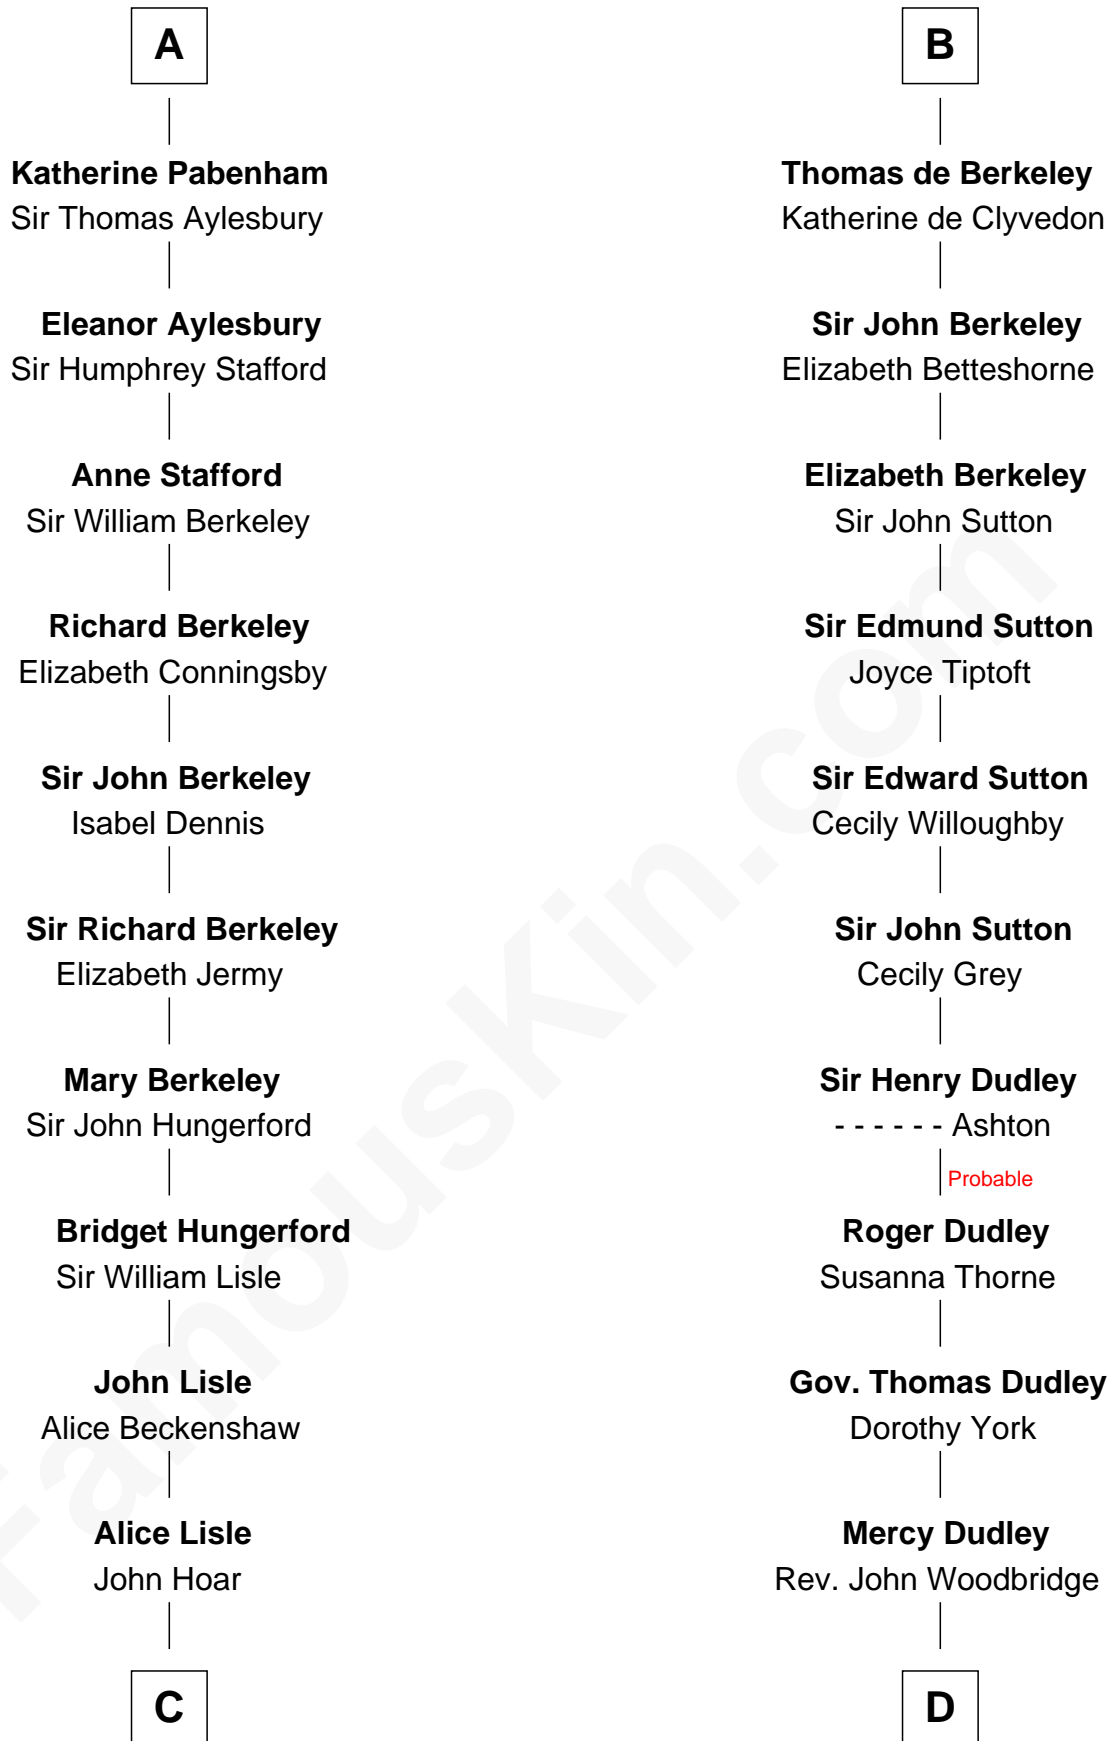 A
Katherine Pabenham
Sir Thomas Aylesbury
Eleanor Aylesbury
Sir Humphrey Stafford
Anne Stafford
Sir William Berkeley
Richard Berkeley
Elizabeth Conningsby
Sir John Berkeley
Isabel Dennis
Sir Richard Berkeley
Elizabeth Jermy
Mary Berkeley
Sir John Hungerford
Bridget Hungerford
Sir William Lisle
John Lisle
Alice Beckenshaw
Alice Lisle
John Hoar
C
B
Thomas de Berkeley
Katherine de Clyvedon
Sir John Berkeley
Elizabeth Betteshorne
Elizabeth Berkeley
Sir John Sutton
Sir Edmund Sutton
Joyce Tiptoft
Sir Edward Sutton
Cecily Willoughby
Sir John Sutton
Cecily Grey
Sir Henry Dudley
- - - - - - Ashton
Probable
Roger Dudley
Susanna Thorne
Gov. Thomas Dudley
Dorothy York
Mercy Dudley
Rev. John Woodbridge
D
FamousKin.com